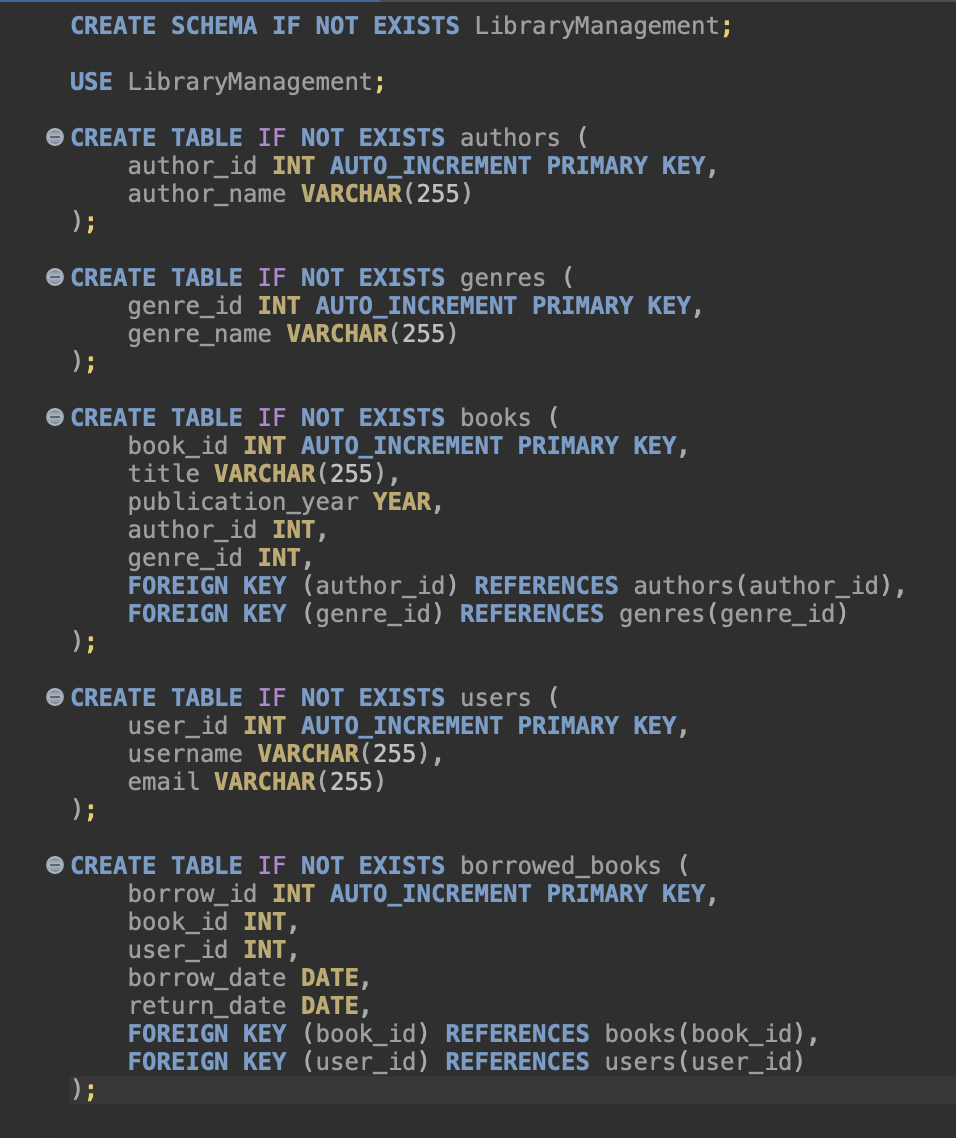 CREATE SCHEMA IF NOT EXISTS LibraryManagement;
USE LibraryManagement;
CREATE TABLE IF NOT EXISTS authors (
author_id INT AUTO_INCREMENT PRIMARY KEY,
author_name VARCHAR(255)
);
CREATE TABLE IF NOT EXISTS genres (
genre_id INT AUTO_INCREMENT PRIMARY KEY,
genre_name VARCHAR(255)
);
CREATE TABLE IF NOT EXISTS books (
book_id INT AUTO_INCREMENT PRIMARY KEY,
title VARCHAR(255),
publication_year YEAR,
author_id INT,
genre_id INT,
FOREIGN KEY (author_id) REFERENCES authors(author_id),
FOREIGN KEY (genre_id) REFERENCES genres(genre_id)
);
CREATE TABLE IF NOT EXISTS users (
user_id INT AUTO_INCREMENT PRIMARY KEY,
username VARCHAR(255),
email VARCHAR(255)
);
CREATE TABLE IF NOT EXISTS borrowed_books (
borrow_id INT AUTO_INCREMENT PRIMARY KEY,
book_id INT,
user_id INT,
borrow_date DATE,
return_date DATE,
FOREIGN KEY (book_id) REFERENCES books(book_id),
FOREIGN KEY (user_id) REFERENCES users(user_id)
);